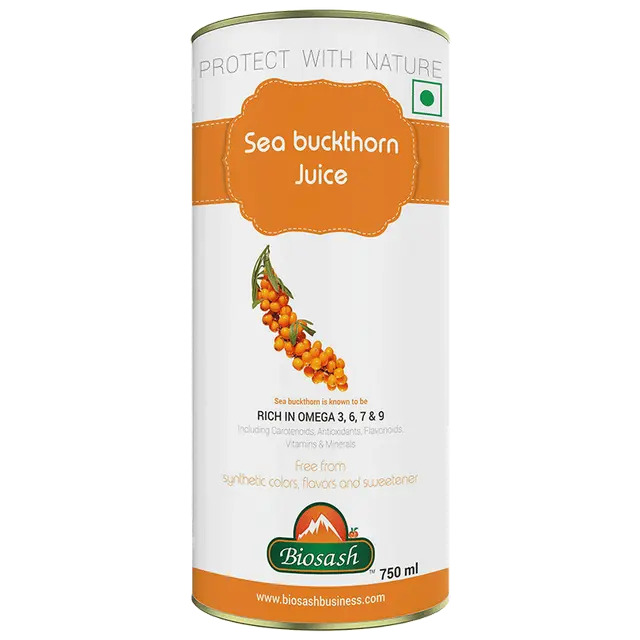 PROTECT WITH NATURE
Sea buckthorn
Juice
Sea buckthorn is known to be
RICH IN OMEGA 3, 6, 7 & 9
Including Carotenoids, Antioxidants, Flavonoids,
Vitamins & Minerals
Free from
synthetic colors, flavors and sweetener
Biosash
TM
750 ml
www.biosashbusiness.com